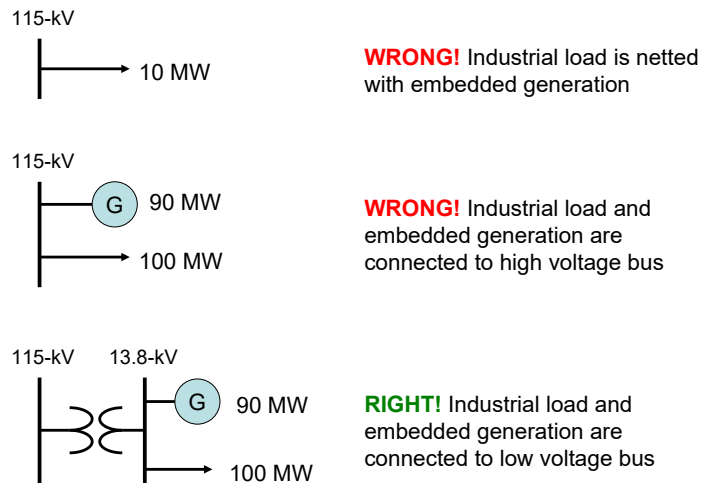 115-kV
10 MW
WRONG! Industrial load is netted
with embedded generation
115-kV
G
90 MW
100 MW
WRONG! Industrial load and
embedded generation are
connected to high voltage bus
115-kV
13.8-kV
G
90 MW
100 MW
RIGHT! Industrial load and
embedded generation are
connected to low voltage bus